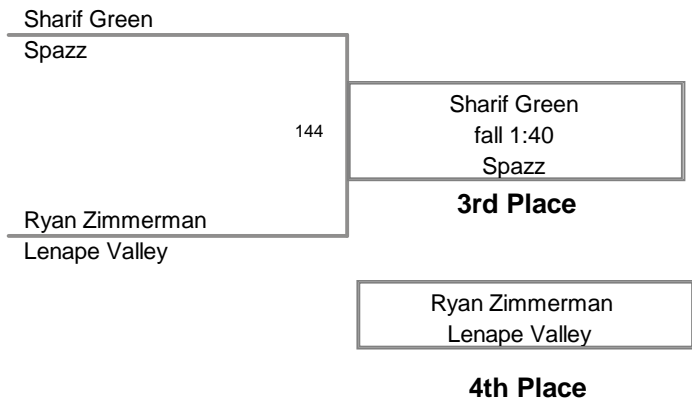 Sharif Green
Spazz
144
Sharif Green
fall 1:40
Spazz
3rd Place
Ryan Zimmerman
Lenape Valley
Ryan Zimmerman
Lenape Valley
4th Place